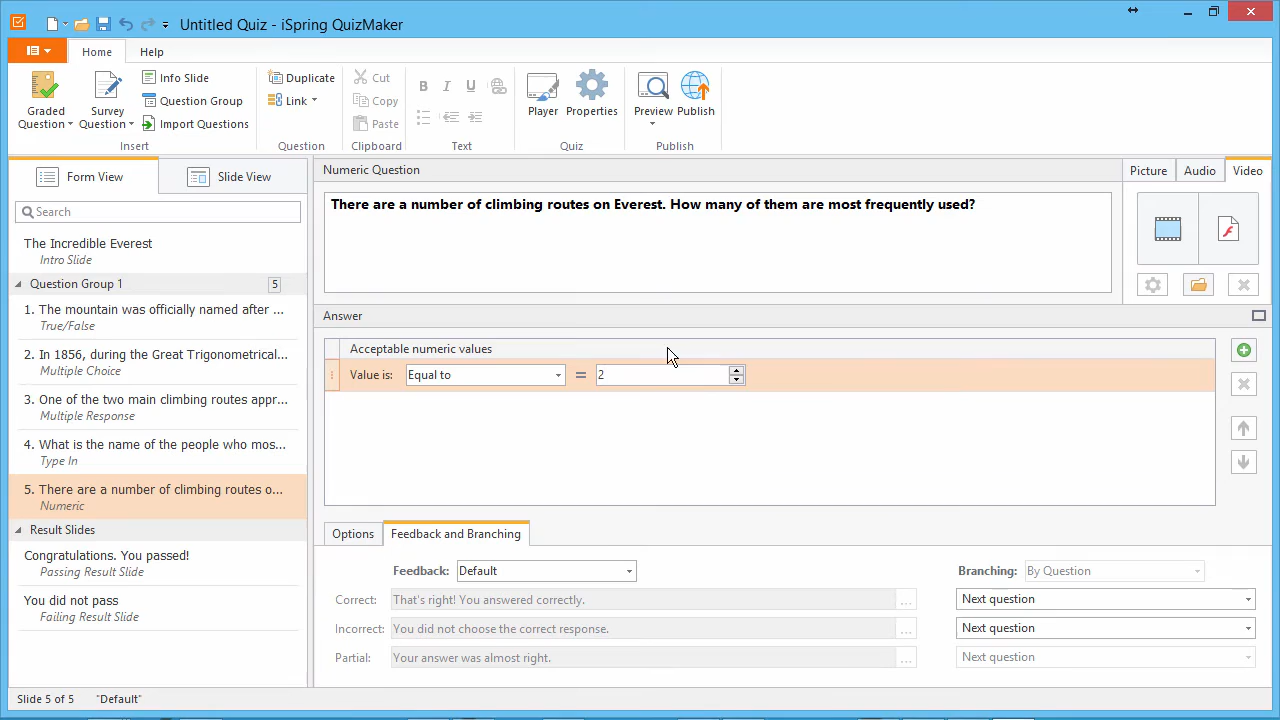 Untitled Quiz - iSpring QuizMaker
Home
Help
Graded Question
Survey Question
Info Slide
Question Group
Import Questions
Insert
Duplicate
Link
Question
Cut
Copy
Paste
Clipboard
B I U
Text
Player
Properties
Quiz
Preview
Publish
Publish
Form View
Slide View
Search
The Incredible Everest
Intro Slide
Question Group 1
5
1. The mountain was officially named after ...
True/False
2. In 1856, during the Great Trigonometrical...
Multiple Choice
3. One of the two main climbing routes appr...
Multiple Response
4. What is the name of the people who mos...
Type In
5. There are a number of climbing routes o...
Numeric
Result Slides
Congratulations. You passed!
Passing Result Slide
You did not pass
Failing Result Slide
Numeric Question
There are a number of climbing routes on Everest. How many of them are most frequently used?
Picture
Audio
Video
Answer
Acceptable numeric values
Value is: Equal to = 2
Options
Feedback and Branching
Feedback: Default
Branching: By Question
Correct: That's right! You answered correctly. ... Next question
Incorrect: You did not choose the correct response. ... Next question
Partial: Your answer was almost right. ... Next question
Slide 5 of 5
"Default"